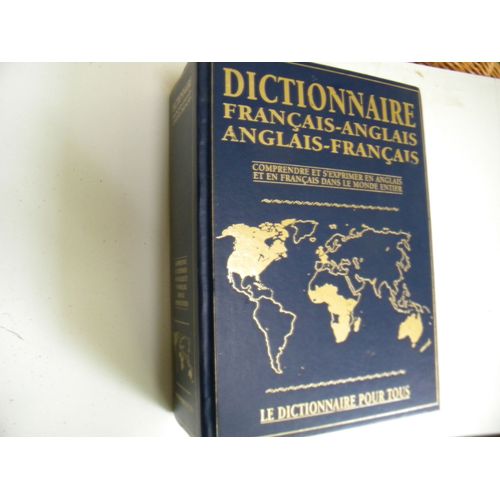 DICTIONNAIRE
FRANÇAIS-ANGLAIS
ANGLAIS-FRANÇAIS
COMPRENDRE ET S'EXPRIMER EN ANGLAIS
ET EN FRANÇAIS DANS LE MONDE ENTIER
LE DICTIONNAIRE POUR TOUS